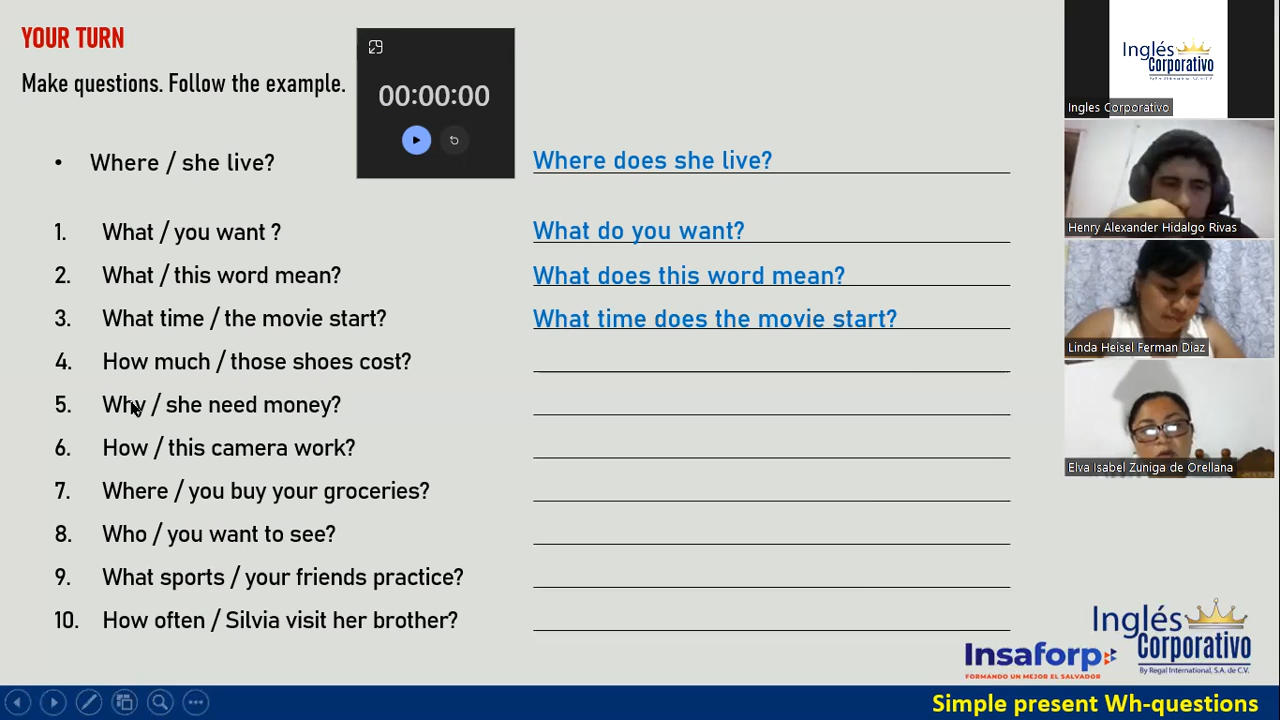 YOUR TURN
Make questions. Follow the example.
00:00:00
• Where / she live? Where does she live?
1. What / you want ? What do you want?
2. What / this word mean? What does this word mean?
3. What time / the movie start? What time does the movie start?
4. How much / those shoes cost?
5. Why / she need money?
6. How / this camera work?
7. Where / you buy your groceries?
8. Who / you want to see?
9. What sports / your friends practice?
10. How often / Silvia visit her brother?
Inglés
Corporativo
Ingles Corporativo
Henry Alexander Hidalgo Rivas
Linda Heisel Ferman Diaz
Elva Isabel Zuniga de Orellana
Insaforp
FORMANDO UN MEJOR EL SALVADOR
Inglés
Corporativo
By Regal International, S.A. de C.V.
Simple present Wh-questions